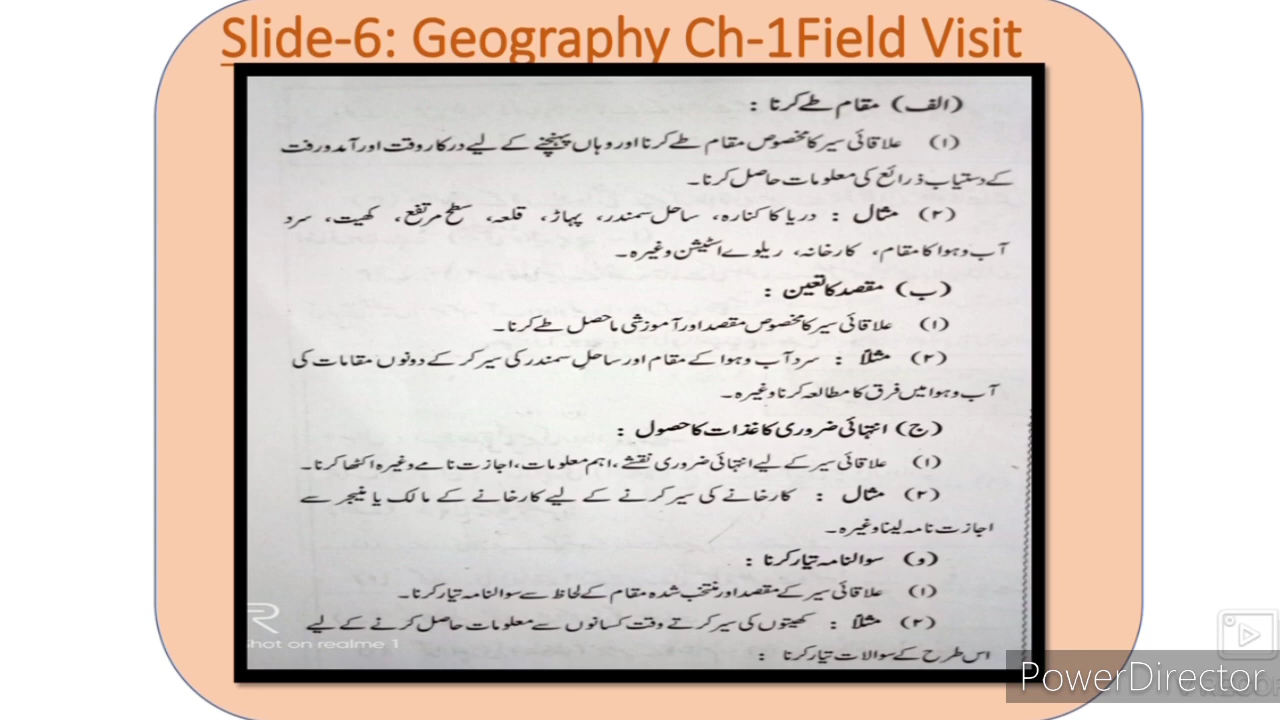 Slide-6: Geography Ch-1Field Visit
(الف) مقام طے کرنا :
(۱) علاقائی سیر کا مخصوص مقام طے کرنا اور وہاں پہنچنے کے لیے درکار وقت اور آمدورفت
کے دستیاب ذرائع کی معلومات حاصل کرنا۔
(۲) مثال : دریا کا کنارہ، ساحل سمندر، پہاڑ، قلعہ، سطح مرتفع، کھیت، سرد
آب و ہوا کا مقام، کارخانہ، ریلوے اسٹیشن وغیرہ۔
(ب) مقصد کا تعین :
(۱) علاقائی سیر کا مخصوص مقصد اور آموزشی ماحصل طے کرنا۔
(۲) مثلاً : سرد آب و ہوا کے مقام اور ساحلِ سمندر کی سیر کر کے دونوں مقامات کی
آب و ہوا میں فرق کا مطالعہ کرنا وغیرہ۔
(ج) انتہائی ضروری کاغذات کا حصول :
(۱) علاقائی سیر کے لیے انتہائی ضروری نقشے، اہم معلومات، اجازت نامے وغیرہ اکٹھا کرنا۔
(۲) مثال : کارخانے کی سیر کرنے کے لیے کارخانے کے مالک یا منیجر سے
اجازت نامہ لینا وغیرہ۔
(د) سوالنامہ تیار کرنا :
(۱) علاقائی سیر کے مقصد اور منتخب شدہ مقام کے لحاظ سے سوالنامہ تیار کرنا۔
(۲) مثلاً : کھیتوں کی سیر کرتے وقت کسانوں سے معلومات حاصل کرنے کے لیے
اس طرح کے سوالات تیار کرنا :
Shot on realme 1
PowerDirector